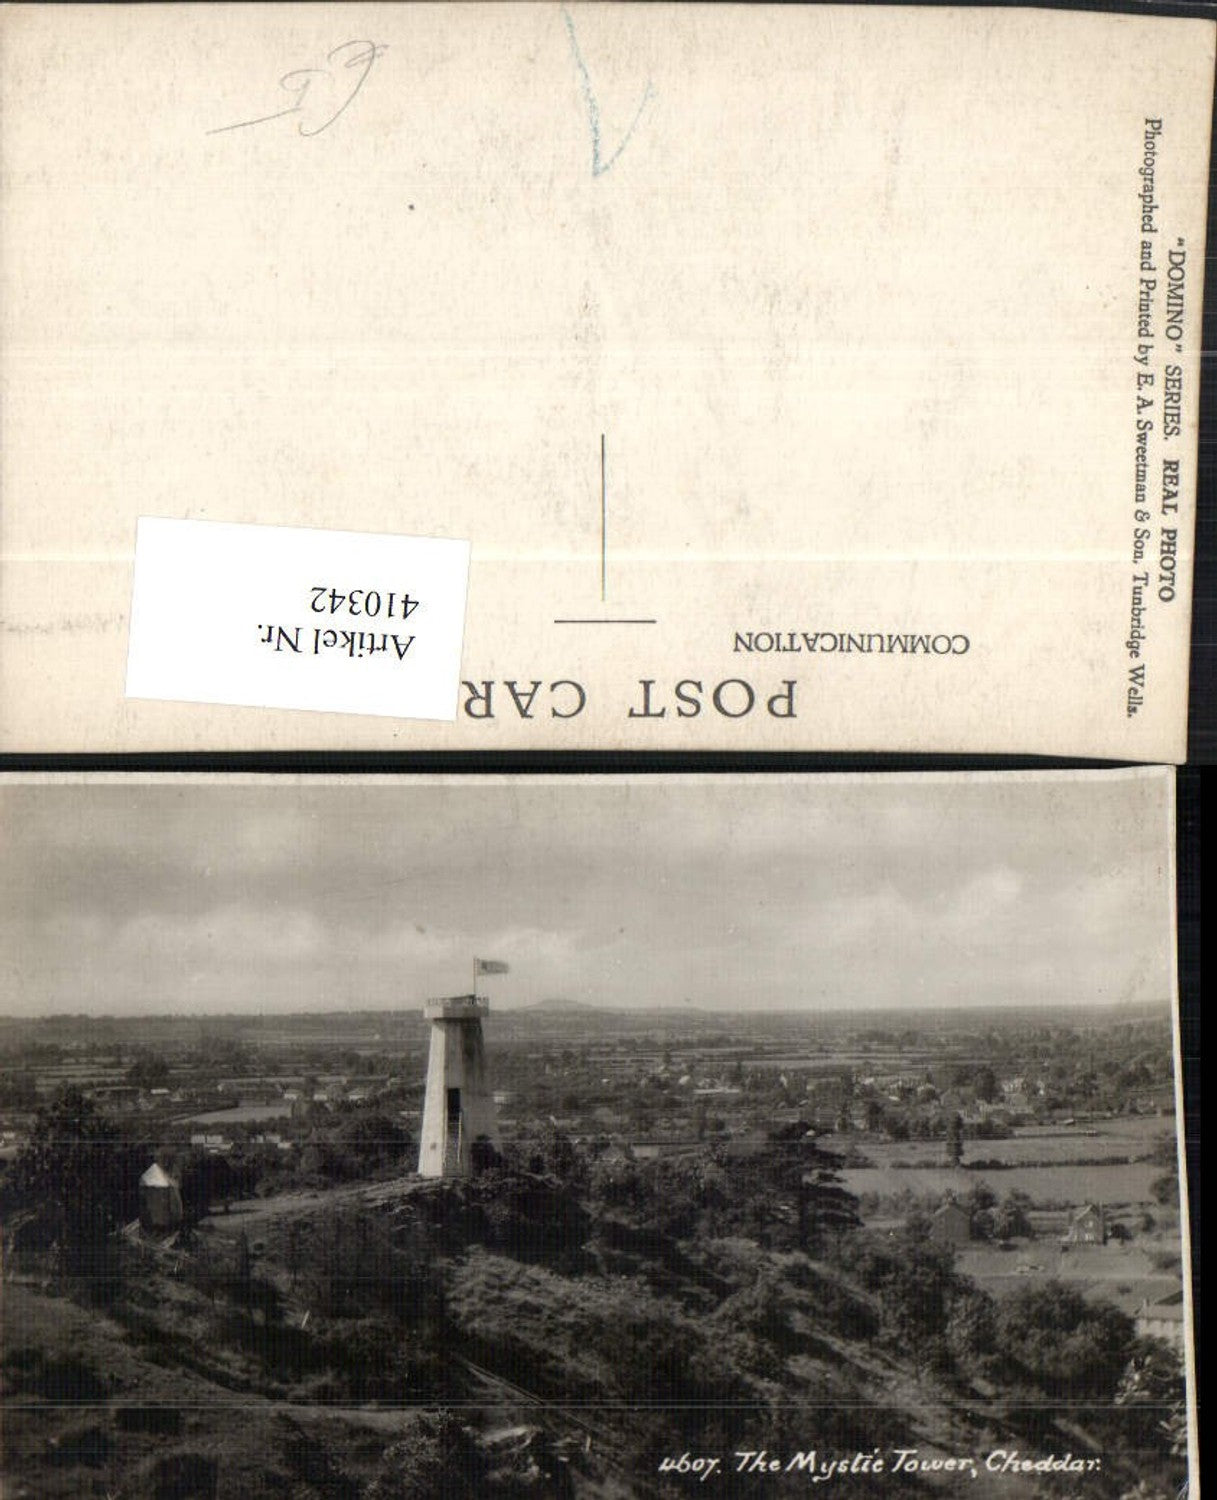 "DOMINO" SERIES. REAL PHOTO
Photographed and Printed by E. A. Sweetman & Son, Tunbridge Wells.
POST CAR
COMMUNICATION
Artikel Nr.
410342
4607. The Mystic Tower, Cheddar.